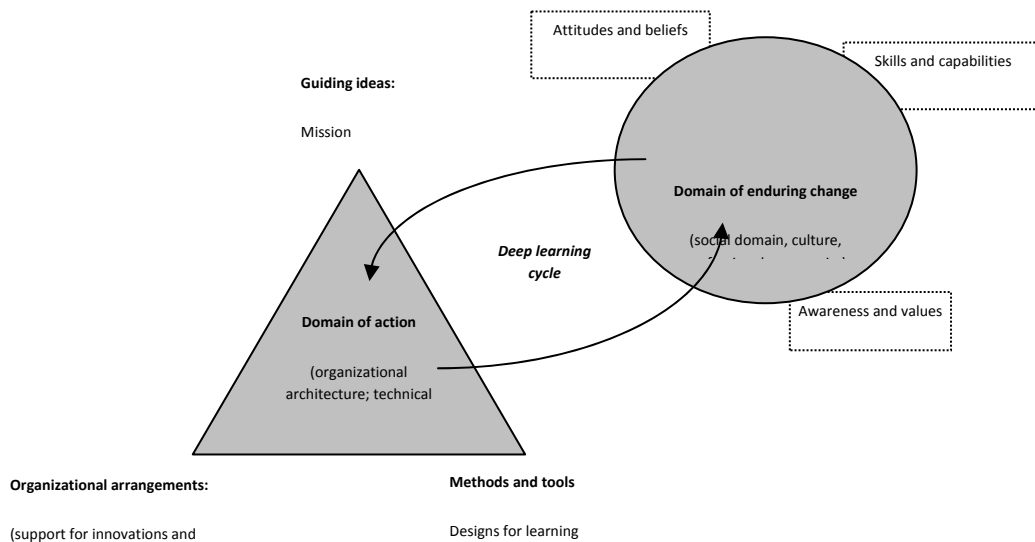 Attitudes and beliefs
Skills and capabilities
Guiding ideas:
Mission
Domain of enduring change
(social domain, culture,
Deep learning
cycle
Awareness and values
Domain of action
(organizational
architecture; technical
Organizational arrangements:
(support for innovations and
Methods and tools
Designs for learning